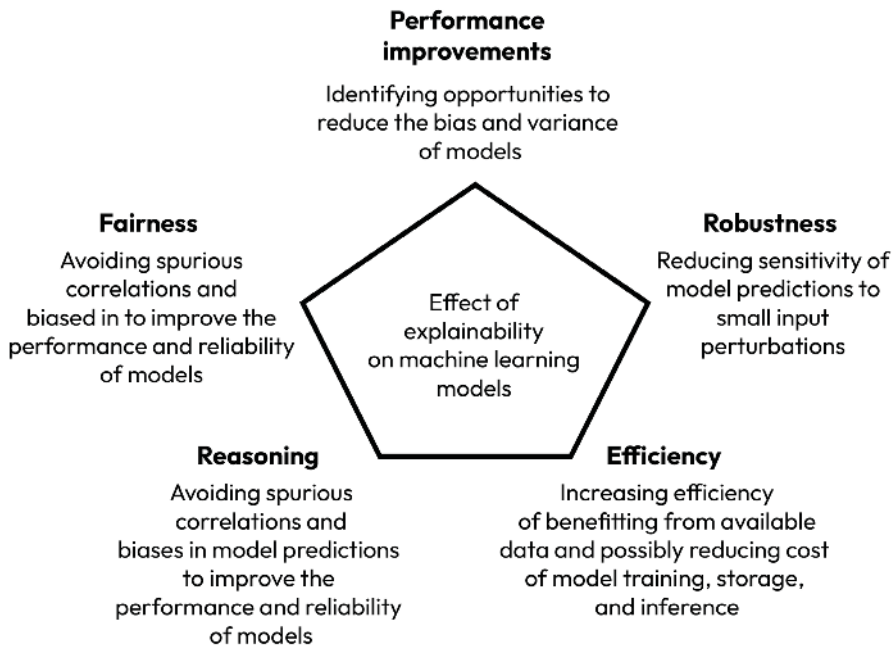 Performance
improvements
Identifying opportunities to
reduce the bias and variance
of models
Fairness
Avoiding spurious
correlations and
biased in to improve the
performance and reliability
of models
Robustness
Reducing sensitivity of
model predictions to
small input
perturbations
Effect of
explainability
on machine learning
models
Reasoning
Avoiding spurious
correlations and
biases in model predictions
to improve the
performance and reliability
of models
Efficiency
Increasing efficiency
of benefitting from available
data and possibly reducing cost
of model training, storage,
and inference